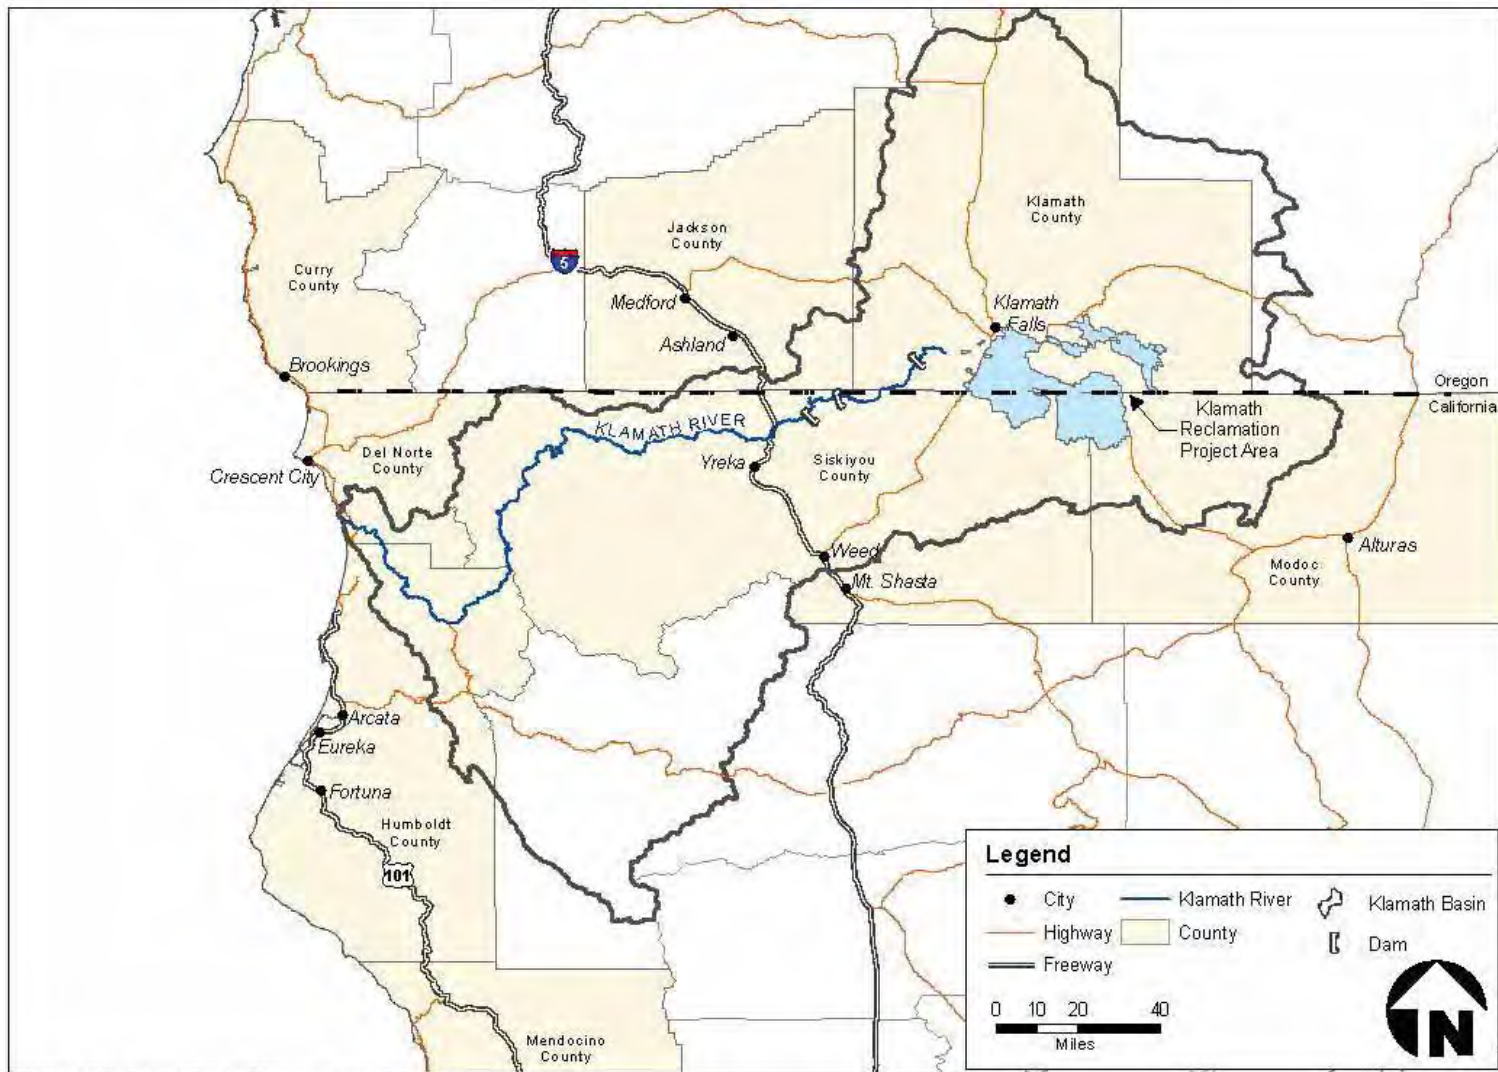 Jackson
County
Klamath
County
5
Curry
County
Medford
Klamath
Falls
Ashland
Brookings
Oregon
California
KLAMATH RIVER
Klamath
Reclamation
Project Area
Del Norte
County
Crescent City
Yreka
Siskiyou
County
Weed
Alturas
Modoc
County
Mt. Shasta
Arcata
Eureka
Fortuna
Humboldt
County
101
Mendocino
County
Legend
City
Klamath River
Klamath Basin
Highway
County
Dam
Freeway
0 10 20 40
Miles
N